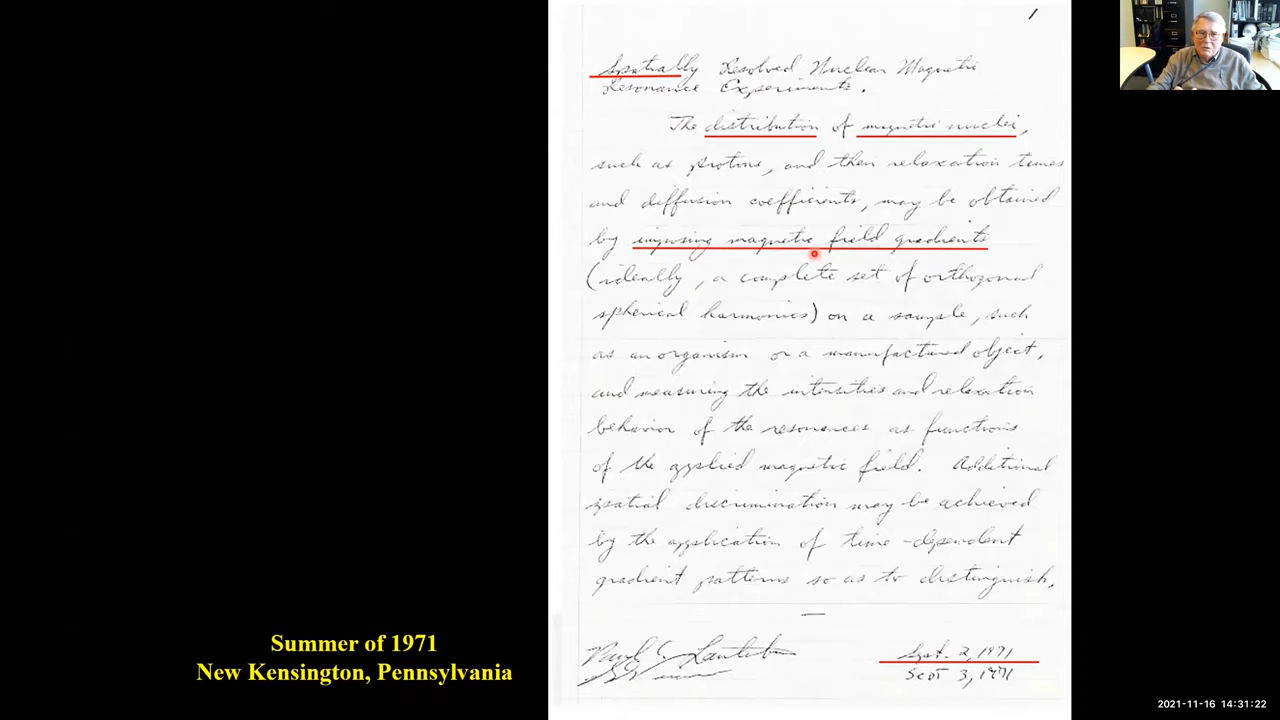 1
Spatially Resolved Nuclear Magnetic
Resonance Experiments.
The distribution of magnetic nuclei,
such as protons, and their relaxation times
and diffusion coefficients, may be obtained
by imposing magnetic field gradients
(ideally, a complete set of orthogonal
spherical harmonics) on a sample, such
as an organism or a manufactured object,
and measuring the intensities and relaxation
behavior of the resonances as functions
of the applied magnetic field. Additional
spatial discrimination may be achieved
by the application of time-dependent
gradient patterns so as to distinguish,
Paul C Lauterbur
Sept. 2, 1971
Sept 3, 1971
Summer of 1971
New Kensington, Pennsylvania
2021-11-16 14:31:22